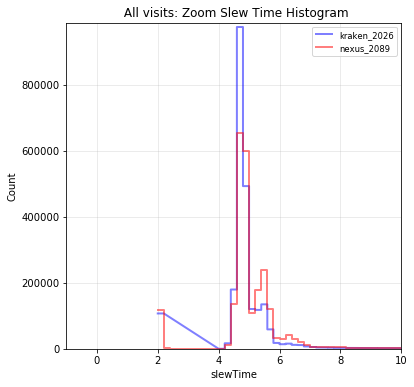 All visits: Zoom Slew Time Histogram
kraken_2026
nexus_2089
Count
800000
600000
400000
200000
0
0 2 4 6 8 10
slewTime